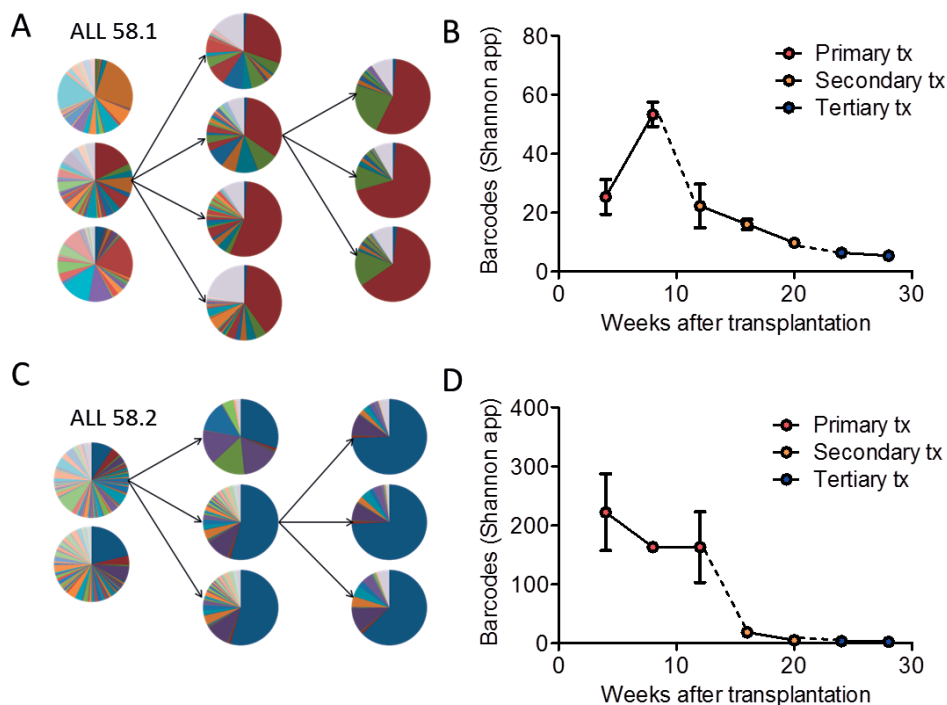 A
ALL 58.1
B
Barcodes (Shannon app)
80
60
40
20
0
Primary tx
Secondary tx
Tertiary tx
0 10 20 30
Weeks after transplantation
C
ALL 58.2
D
Barcodes (Shannon app)
400
300
200
100
0
Primary tx
Secondary tx
Tertiary tx
0 10 20 30
Weeks after transplantation